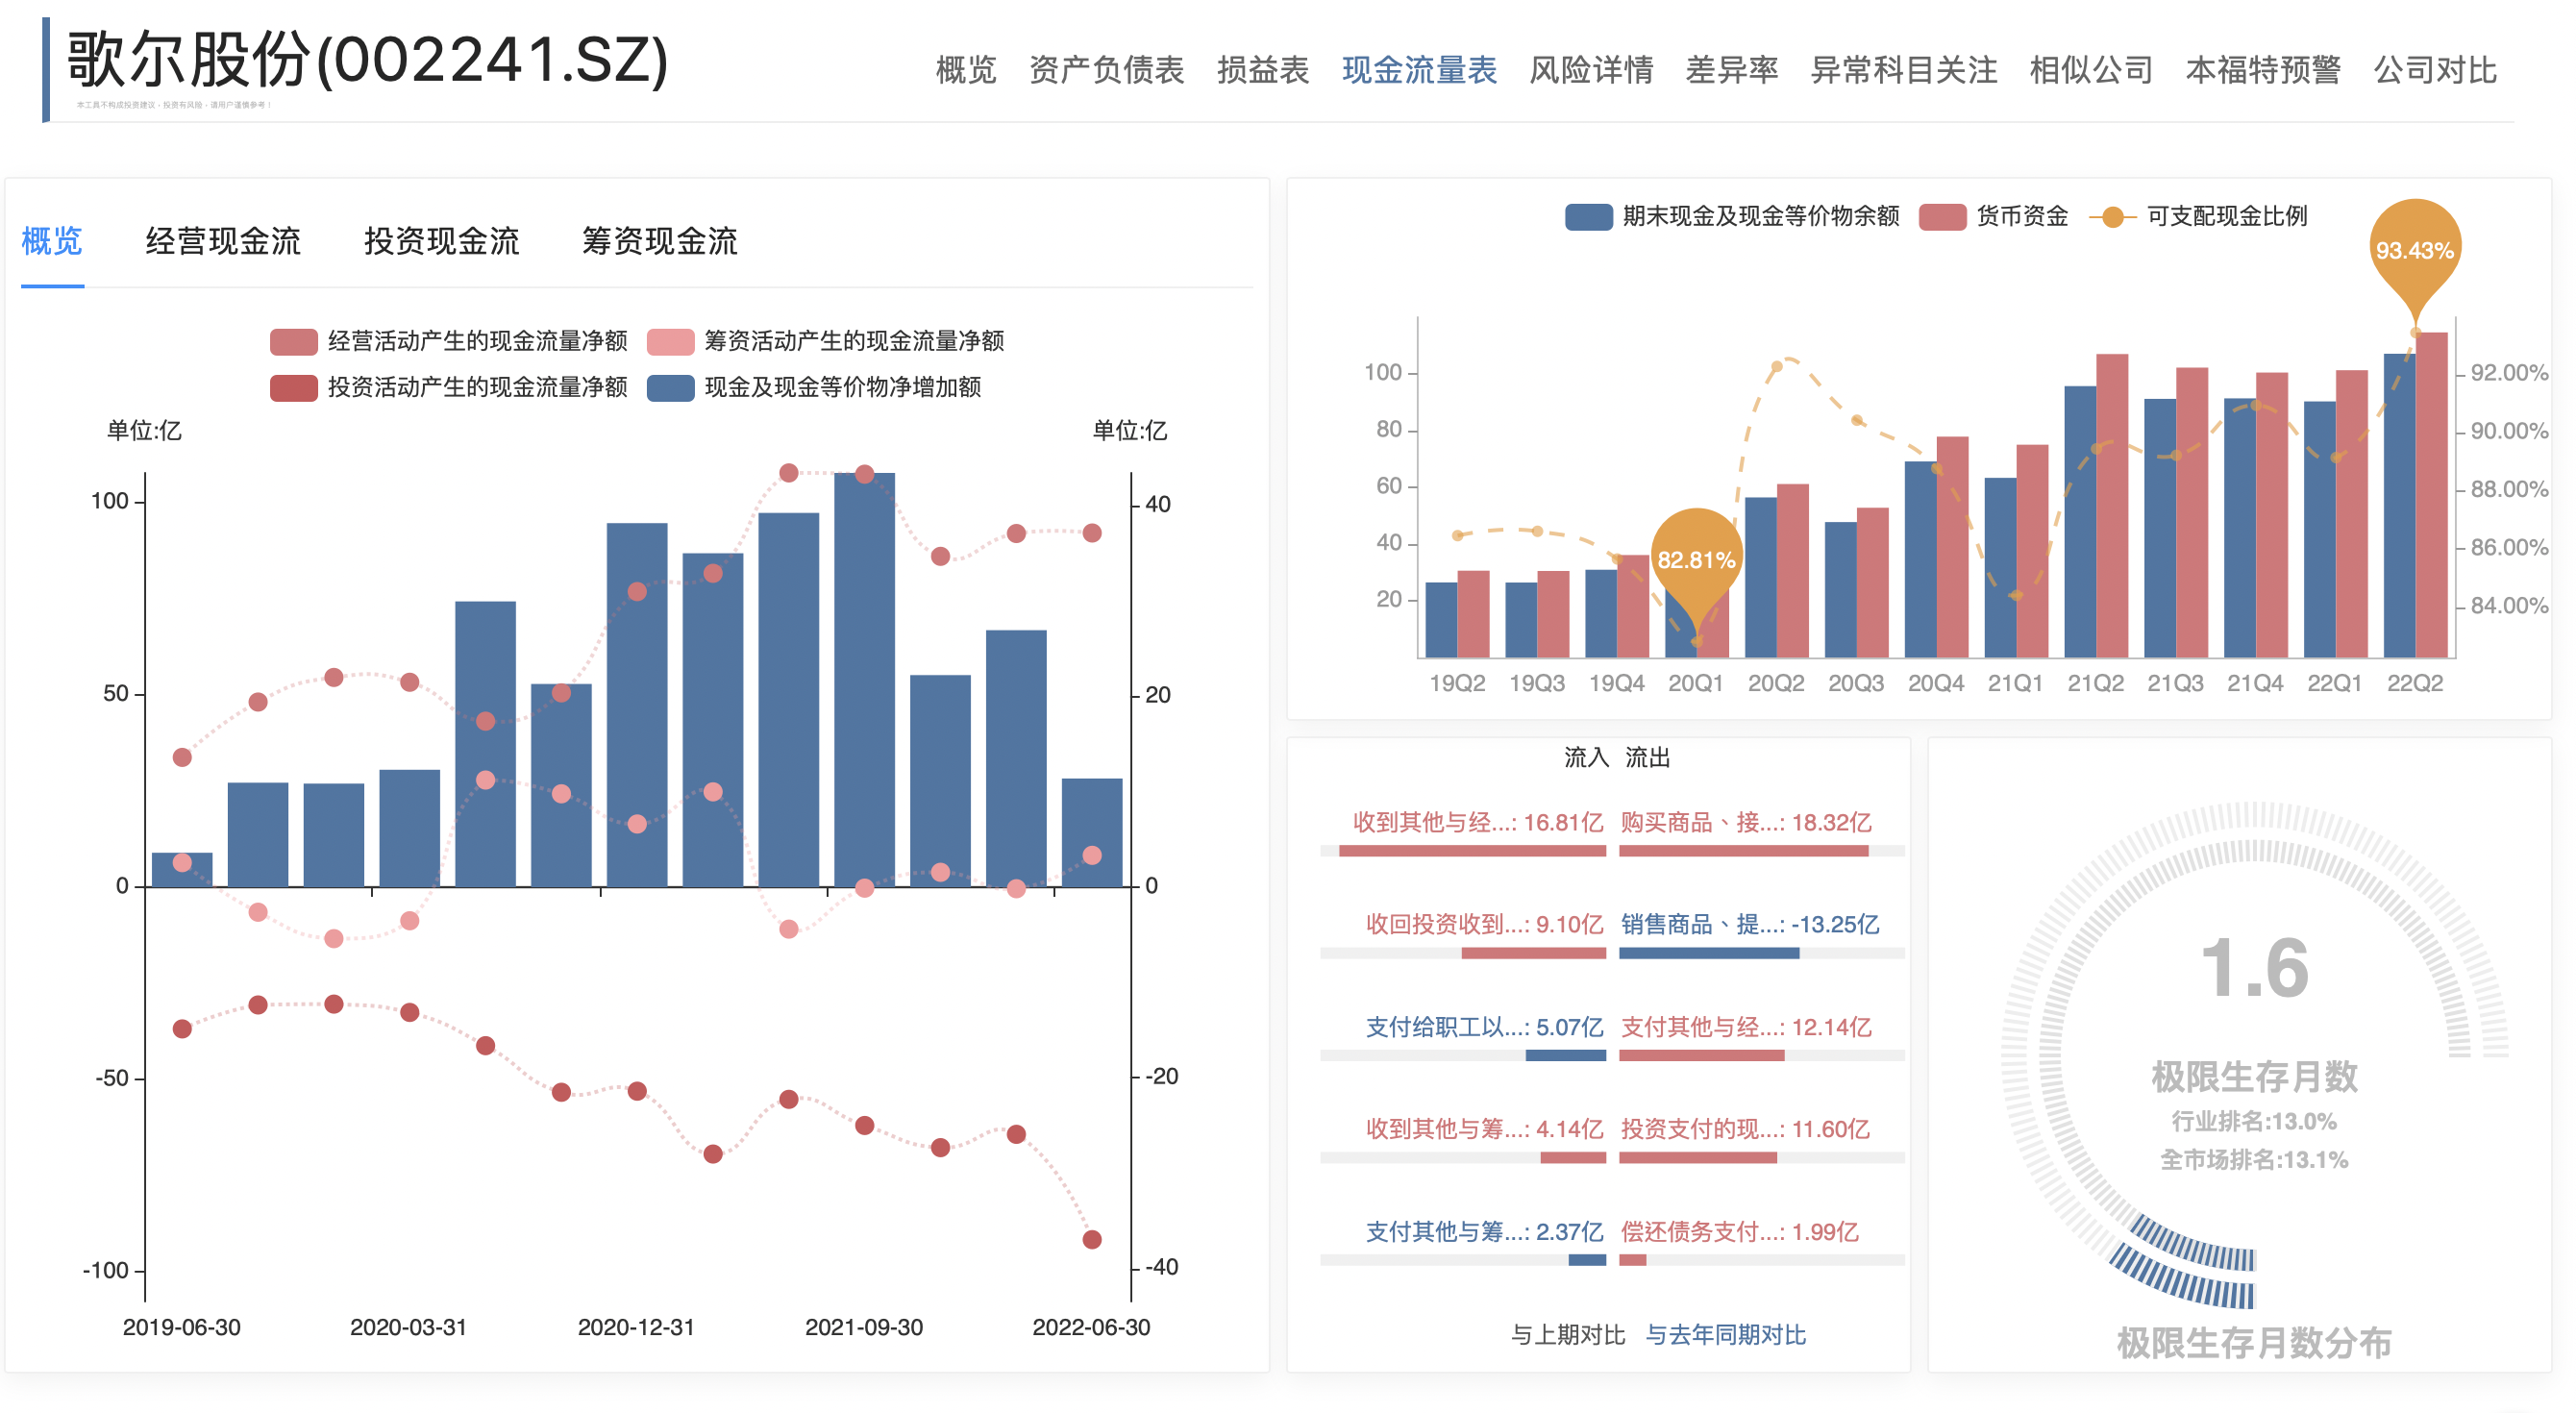 歌尔股份(002241.SZ)
本工具不构成投资建议，投资有风险，请用户谨慎参考！
概览 资产负债表 损益表 现金流量表 风险详情 差异率 异常科目关注 相似公司 本福特预警 公司对比
概览 经营现金流 投资现金流 筹资现金流
经营活动产生的现金流量净额 筹资活动产生的现金流量净额
投资活动产生的现金流量净额 现金及现金等价物净增加额
单位:亿 单位:亿
100
50
0
-50
-100
40
20
0
-20
-40
2019-06-30 2020-03-31 2020-12-31 2021-09-30 2022-06-30
期末现金及现金等价物余额 货币资金 可支配现金比例
93.43%
82.81%
100
80
60
40
20
92.00%
90.00%
88.00%
86.00%
84.00%
19Q2 19Q3 19Q4 20Q1 20Q2 20Q3 20Q4 21Q1 21Q2 21Q3 21Q4 22Q1 22Q2
流入 流出
收到其他与经...: 16.81亿 购买商品、接...: 18.32亿
收回投资收到...: 9.10亿 销售商品、提...: -13.25亿
支付给职工以...: 5.07亿 支付其他与经...: 12.14亿
收到其他与筹...: 4.14亿 投资支付的现...: 11.60亿
支付其他与筹...: 2.37亿 偿还债务支付...: 1.99亿
与上期对比 与去年同期对比
1.6
极限生存月数
行业排名:13.0%
全市场排名:13.1%
极限生存月数分布